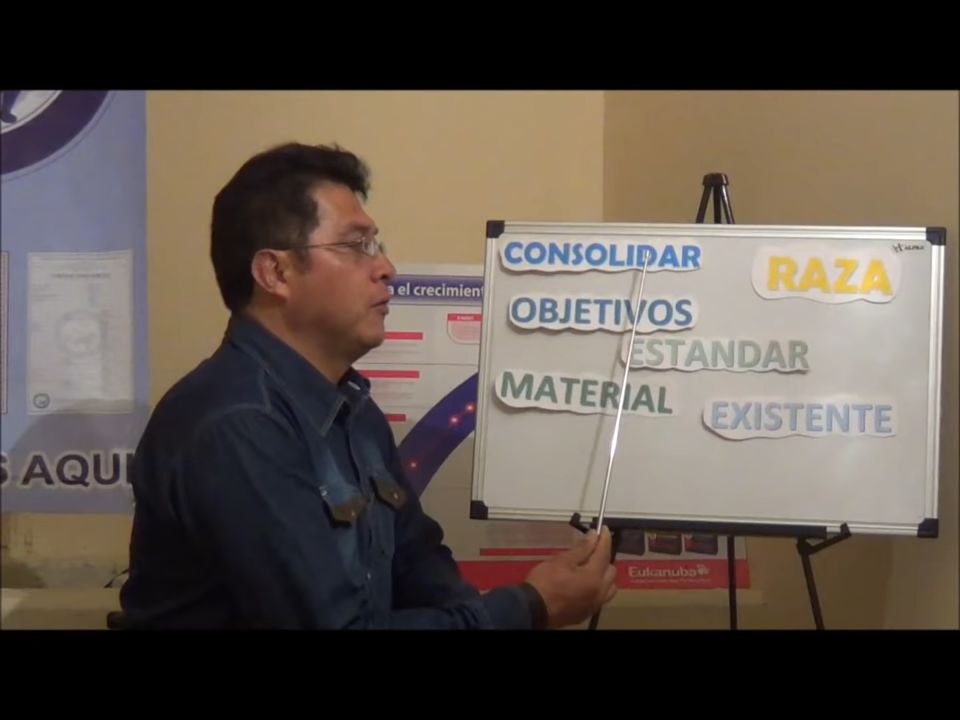 CONSOLIDAR
RAZA
OBJETIVOS
ESTANDAR
MATERIAL
EXISTENTE
a el crecimient
S AQUI
Eukanuba